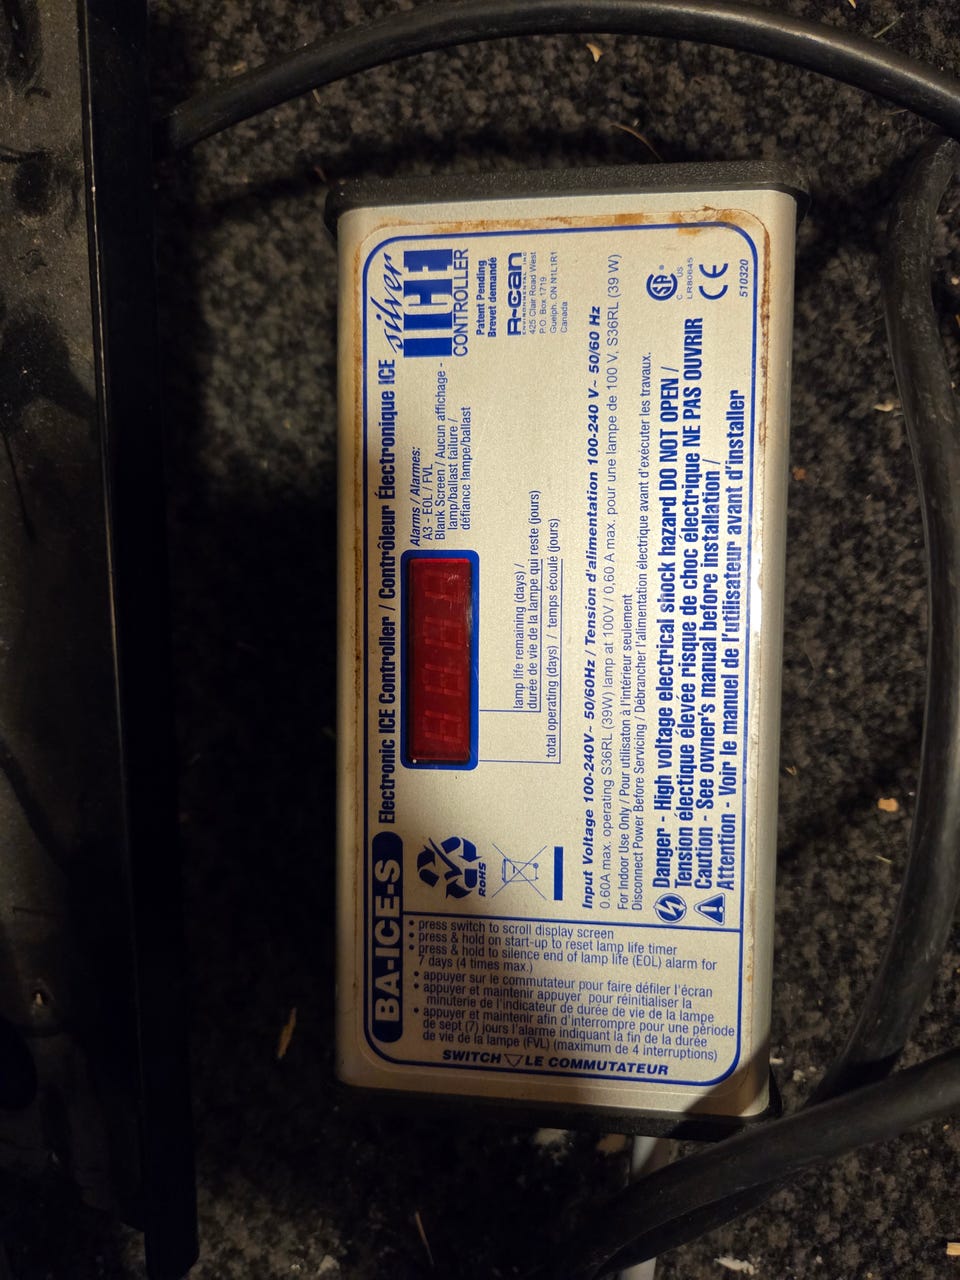 BA-ICE-S
Electronic ICE Controller / Contrôleur Électronique ICE
silver
ICE
CONTROLLER
Patent Pending
Brevet demandé
R-can
ENVIRONMENTAL INC
425 Clair Road West
P.O. Box 1719,
Guelph, ON N1L1R1
Canada
Alarms / Alarmes:
A3 - EOL / FVL
Blank Screen / Aucun affichage -
lamp/ballast failure /
défiance lampe/ballast
lamp life remaining (days) /
durée de vie de la lampe qui reste (jours)
total operating (days) / temps écoulé (jours)
RoHS
Input Voltage 100-240V~ 50/60Hz / Tension d'alimentation 100-240 V~ 50/60 Hz
0.60A max. operating S36RL (39W) lamp at 100V / 0,60 A max. pour une lampe de 100 V, S36RL (39 W)
For Indoor Use Only / Pour utilisaton à l'intérieur seulement
Disconnect Power Before Servicing / Débrancher l'alimentation électrique avant d'exécuter les travaux.
Danger - High voltage electrical shock hazard DO NOT OPEN /
Tension électique élevée risque de choc électrique NE PAS OUVRIR
Caution - See owner's manual before installation /
Attention - Voir le manuel de l'utilisateur avant d'installer
CSA
®
C US
LR80645
CE
510320
• press switch to scroll display screen
• press & hold on start-up to reset lamp life timer
• press & hold to silence end of lamp life (EOL) alarm for
7 days (4 times max.)
• appuyer sur le commutateur pour faire défiler l'écran
• appuyer et maintenir appuyer pour réinitialiser la
minuterie de l'indicateur de durée de vie de la lampe
• appuyer et maintenir afin d'interrompre pour une période
de sept (7) jours l'alarme indiquant la fin de la durée
de vie de la lampe (FVL) (maximum de 4 interruptions)
SWITCH ▽ LE COMMUTATEUR